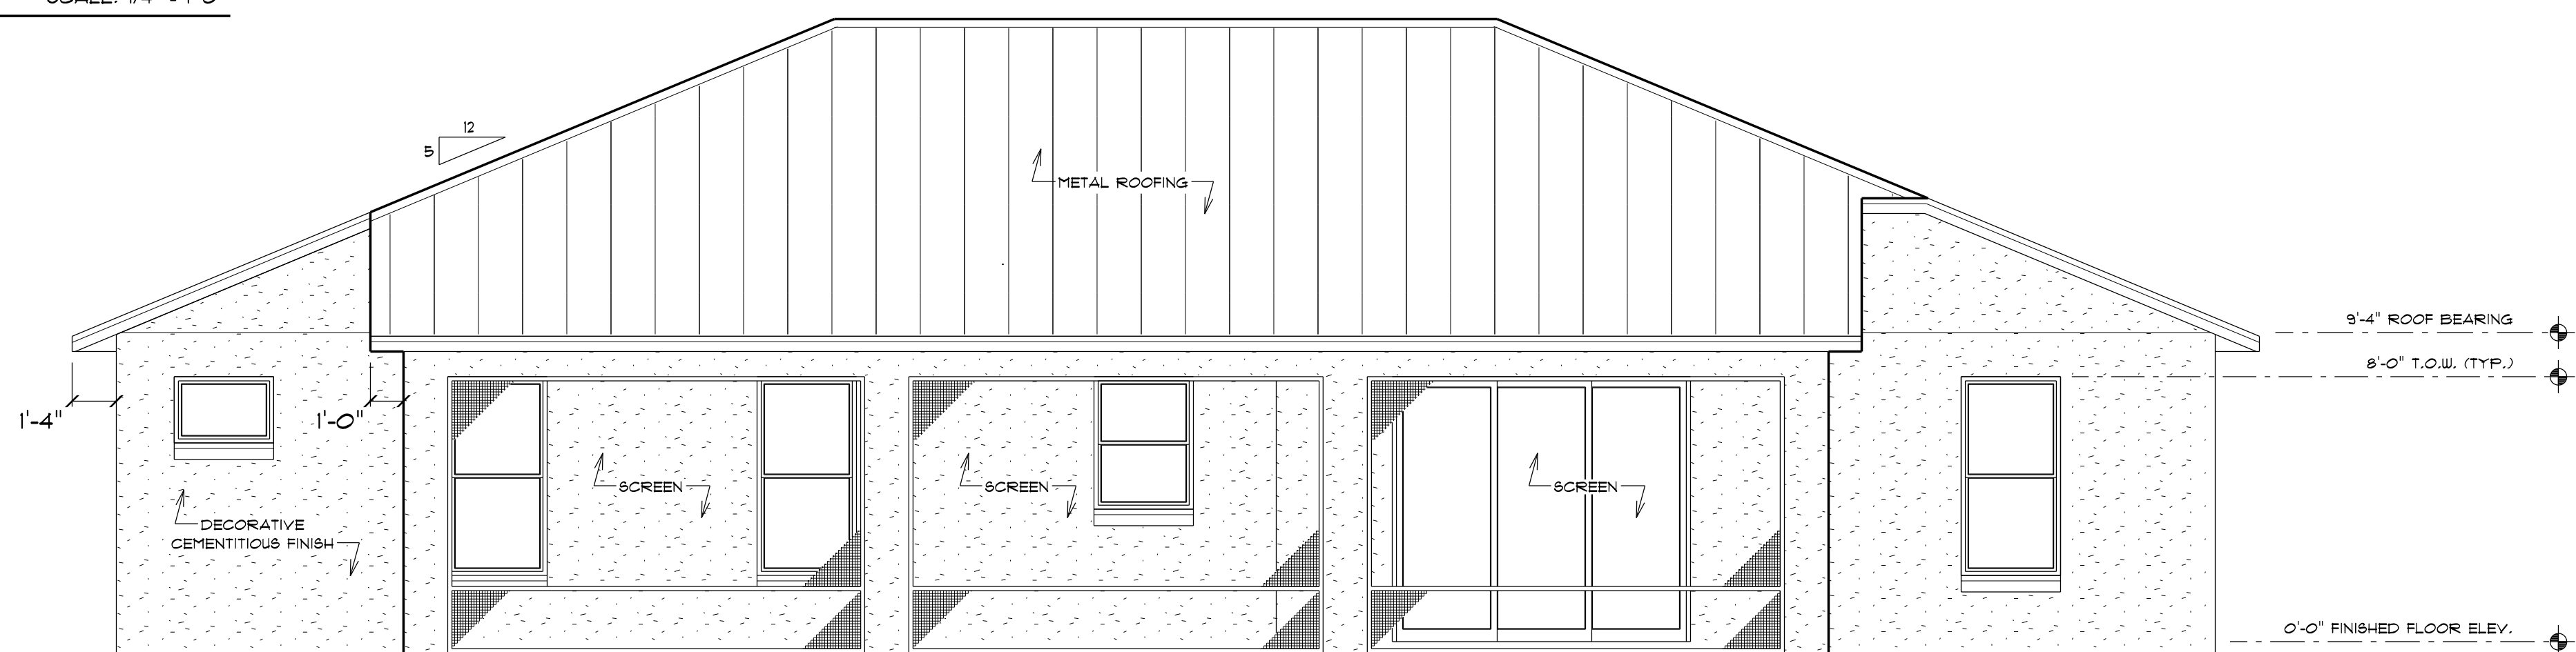 12
5
METAL ROOFING
9'-4" ROOF BEARING
8'-0" T.O.W. (TYP.)
1'-4"
1'-0"
SCREEN
SCREEN
SCREEN
DECORATIVE
CEMENTITIOUS FINISH
0'-0" FINISHED FLOOR ELEV.